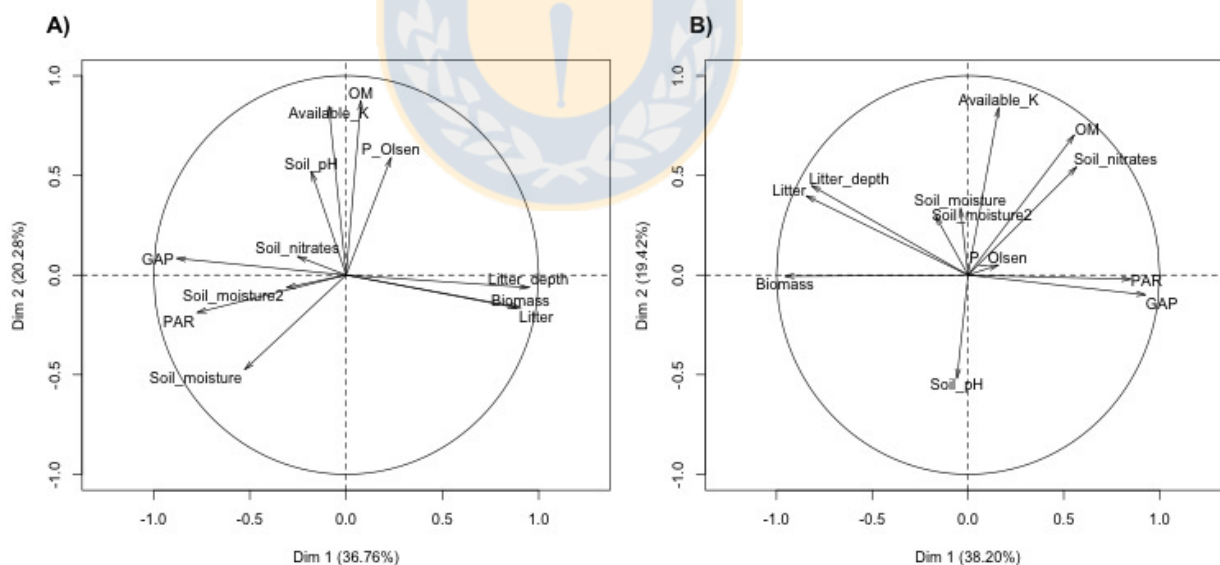 A)
1.0
0.5
0.0
-0.5
-1.0
Dim 2 (20.28%)
OM
Available_K
P_Olsen
Soil_pH
Soil_nitrates
GAP
Litter_depth
Soil_moisture2
Biomass
PAR
Litter
Soil_moisture
-1.0 -0.5 0.0 0.5 1.0
Dim 1 (36.76%)
B)
1.0
0.5
0.0
-0.5
-1.0
Dim 2 (19.42%)
Available_K
OM
Soil_nitrates
Litter_depth
Litter
Soil_moisture
Soil_moisture2
P_Olsen
Biomass
PAR
GAP
Soil_pH
-1.0 -0.5 0.0 0.5 1.0
Dim 1 (38.20%)